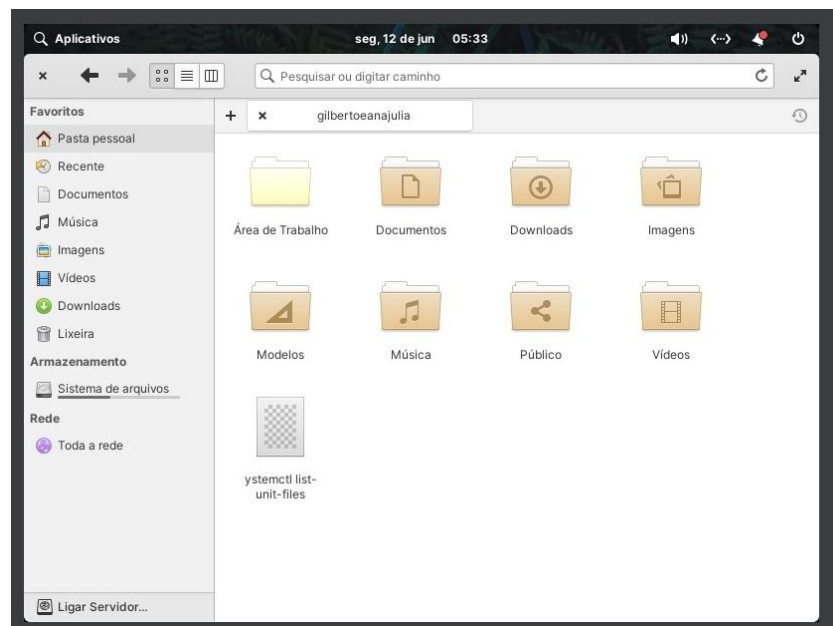 Aplicativos
seg, 12 de jun 05:33
Pesquisar ou digitar caminho
Favoritos
Pasta pessoal
Recente
Documentos
Música
Imagens
Vídeos
Downloads
Lixeira
Armazenamento
Sistema de arquivos
Rede
Toda a rede
Ligar Servidor...
gilbertoeanajulia
Área de Trabalho
Documentos
Downloads
Imagens
Modelos
Música
Público
Vídeos
ystemctl list-
unit-files